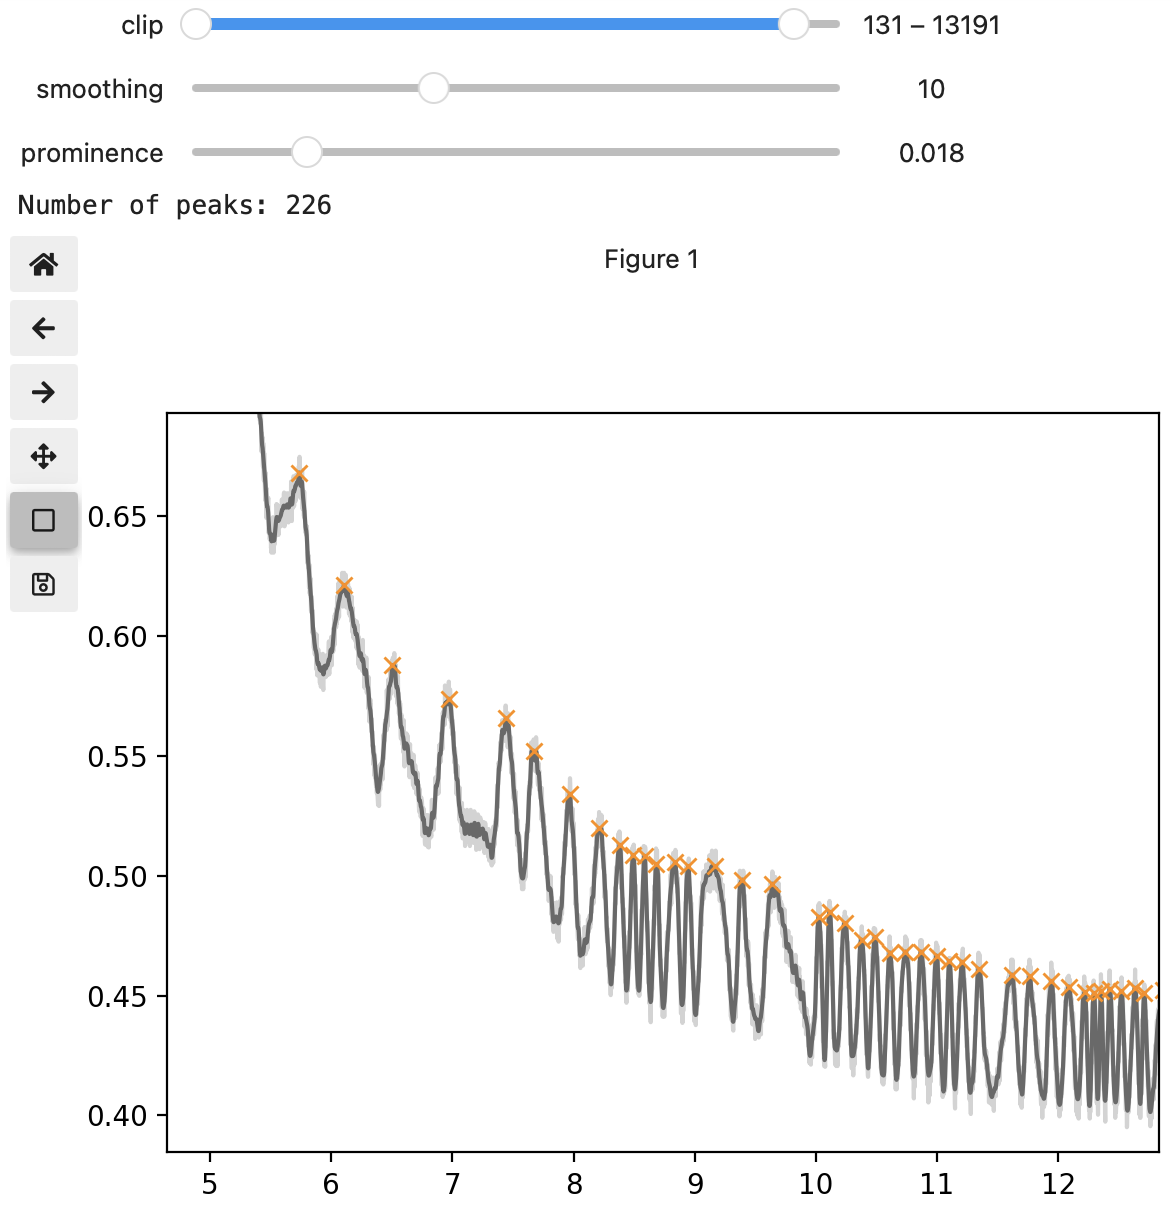 clip 131 – 13191
smoothing 10
prominence 0.018
Number of peaks: 226
Figure 1
0.65
0.60
0.55
0.50
0.45
0.40
5 6 7 8 9 10 11 12